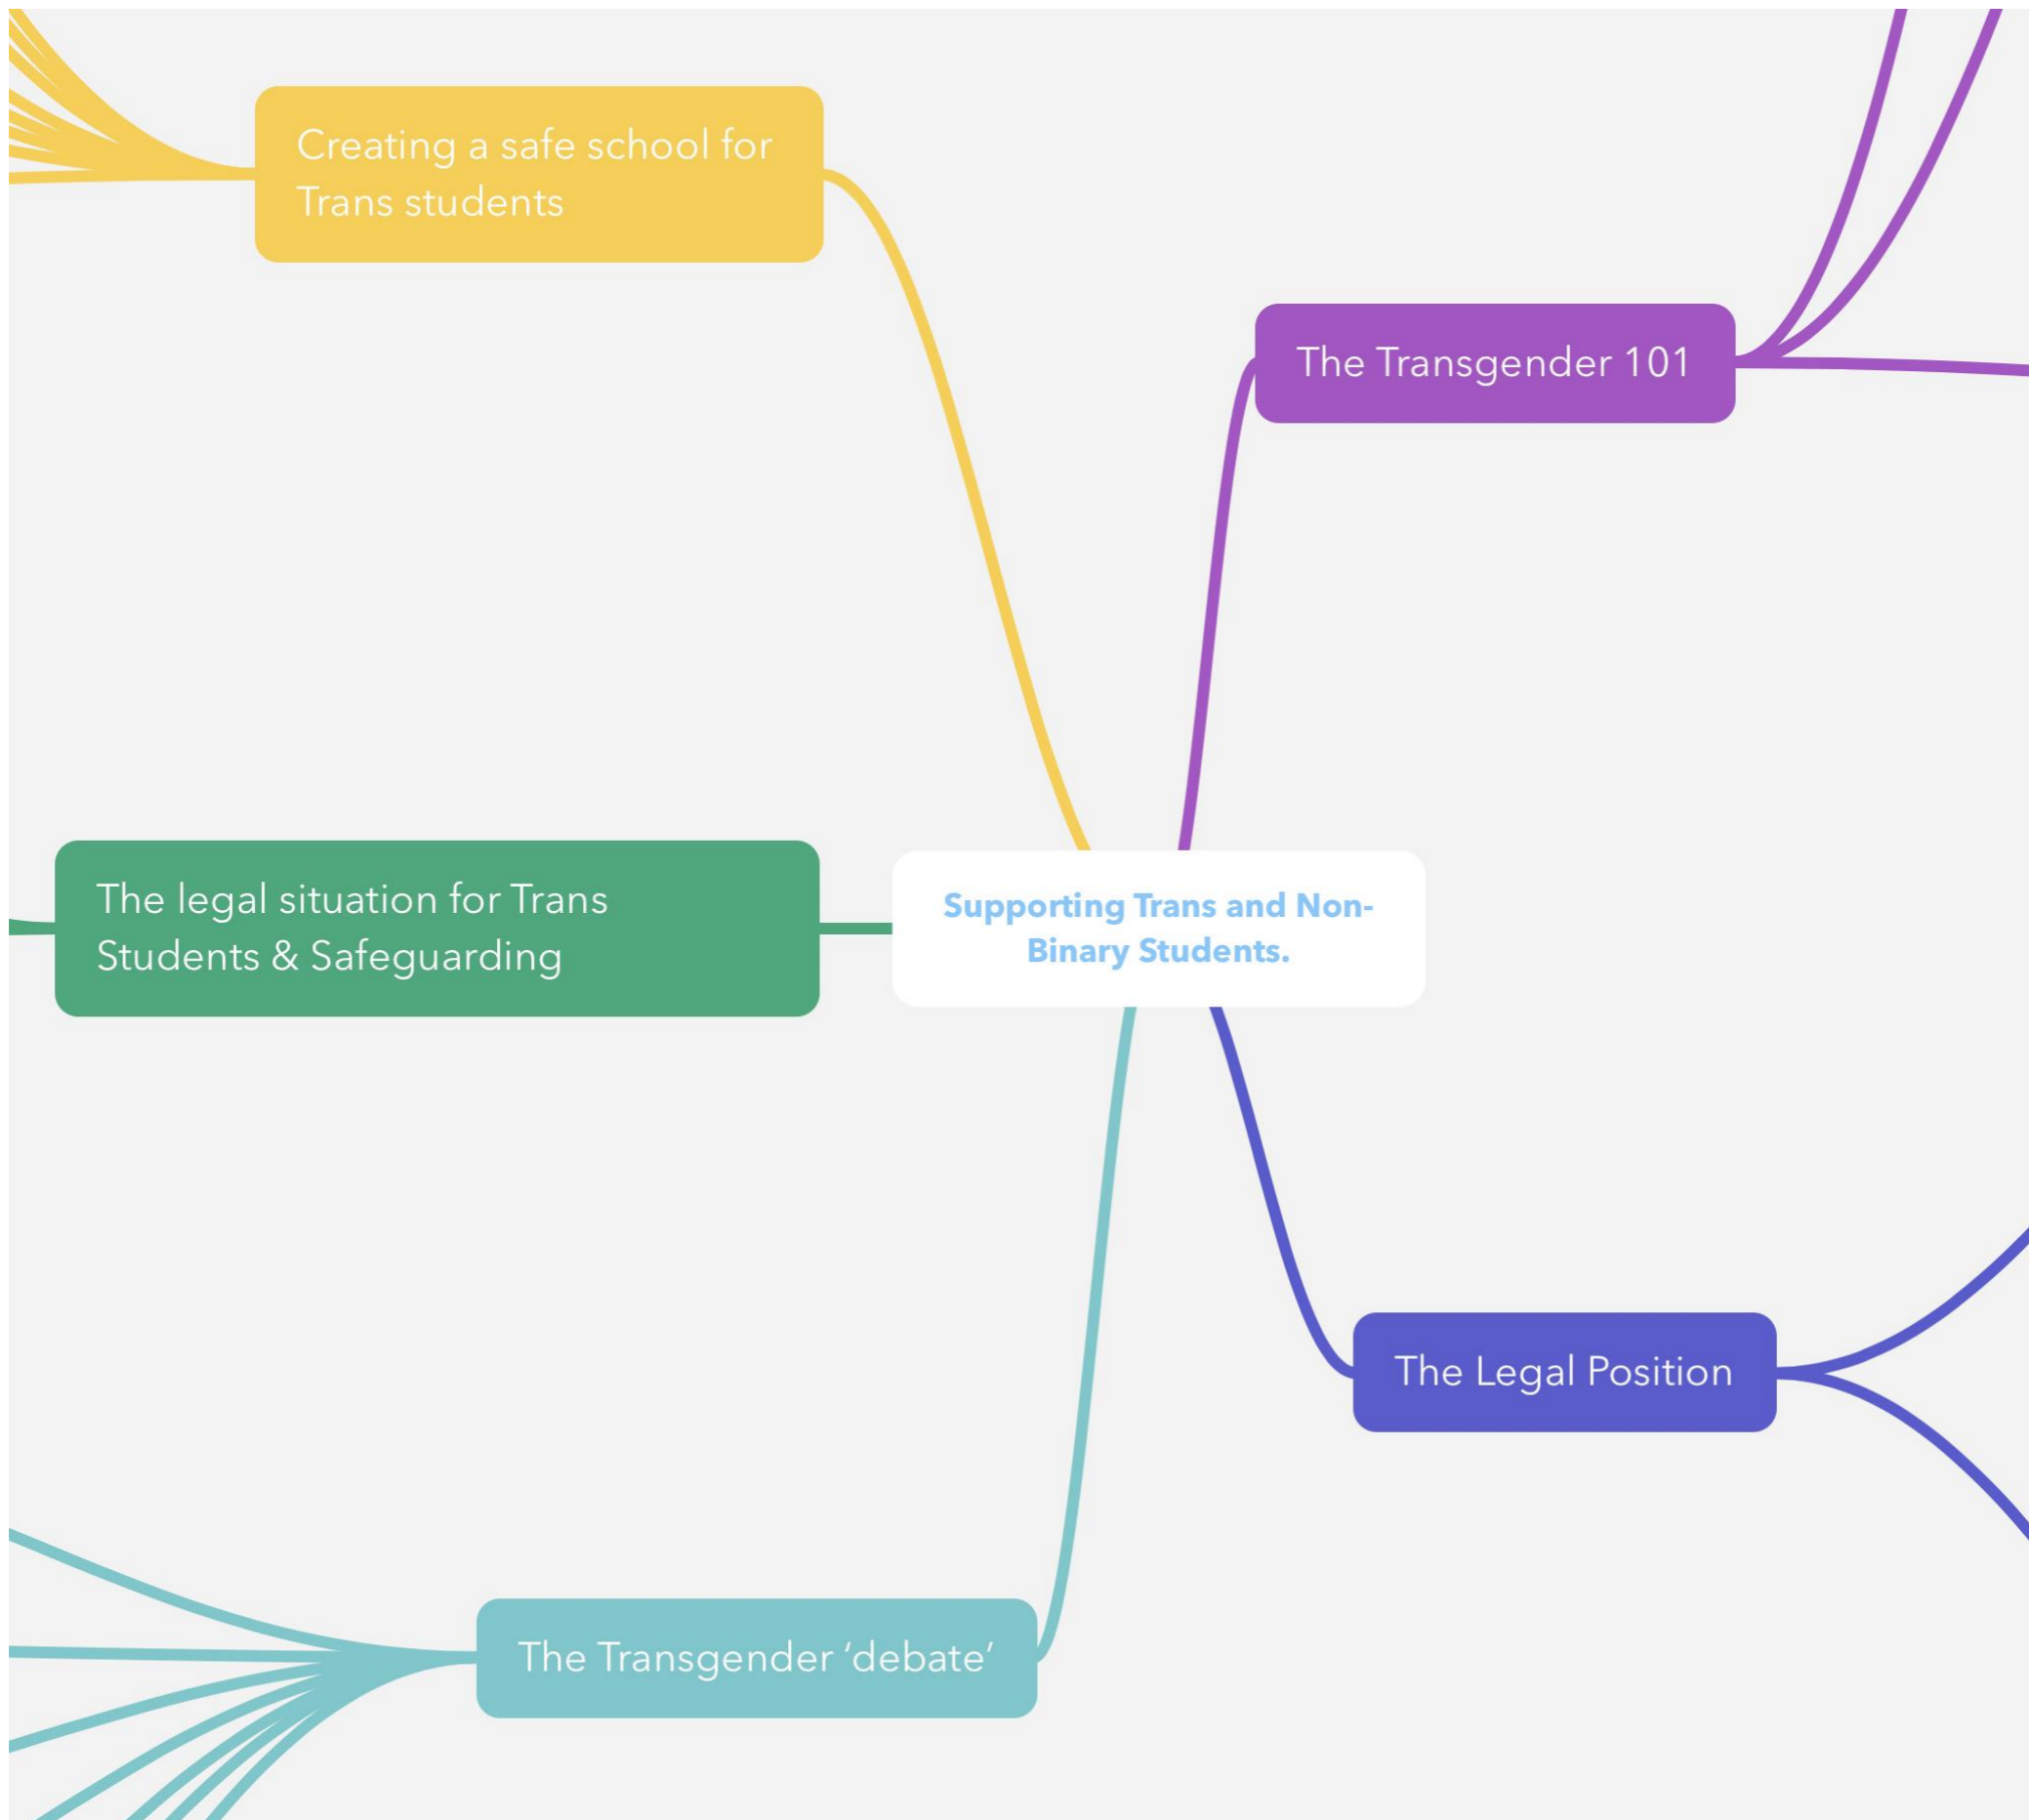 Creating a safe school for
Trans students
The Transgender 101
The legal situation for Trans
Students & Safeguarding
Supporting Trans and Non-
Binary Students.
The Legal Position
The Transgender ‘debate’